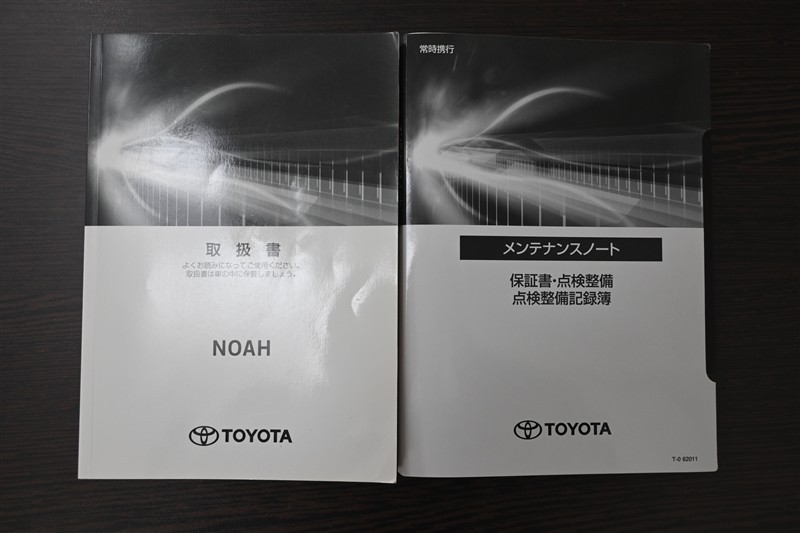 取扱書
よくお読みになってご使用ください。
取扱書は車の中に保管しましょう。
NOAH
TOYOTA
常時携行
メンテナンスノート
保証書・点検整備
点検整備記録簿
TOYOTA
T-0 62011